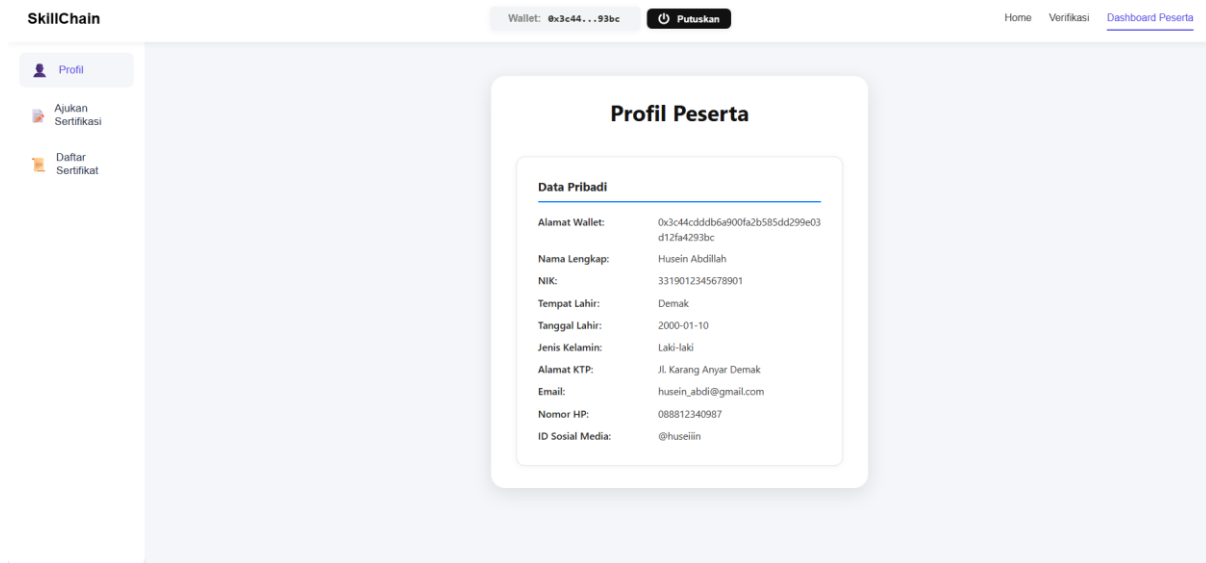 SkillChain
Wallet: 0x3c44...93bc
Putuskan
Home Verifikasi Dashboard Peserta
Profil
Ajukan
Sertifikasi
Daftar
Sertifikat
Profil Peserta
Data Pribadi
Alamat Wallet: 0x3c44cdddb6a900fa2b585dd299e03
d12fa4293bc
Nama Lengkap: Husein Abdillah
NIK: 3319012345678901
Tempat Lahir: Demak
Tanggal Lahir: 2000-01-10
Jenis Kelamin: Laki-laki
Alamat KTP: Jl. Karang Anyar Demak
Email: husein_abdi@gmail.com
Nomor HP: 088812340987
ID Sosial Media: @huseiiin